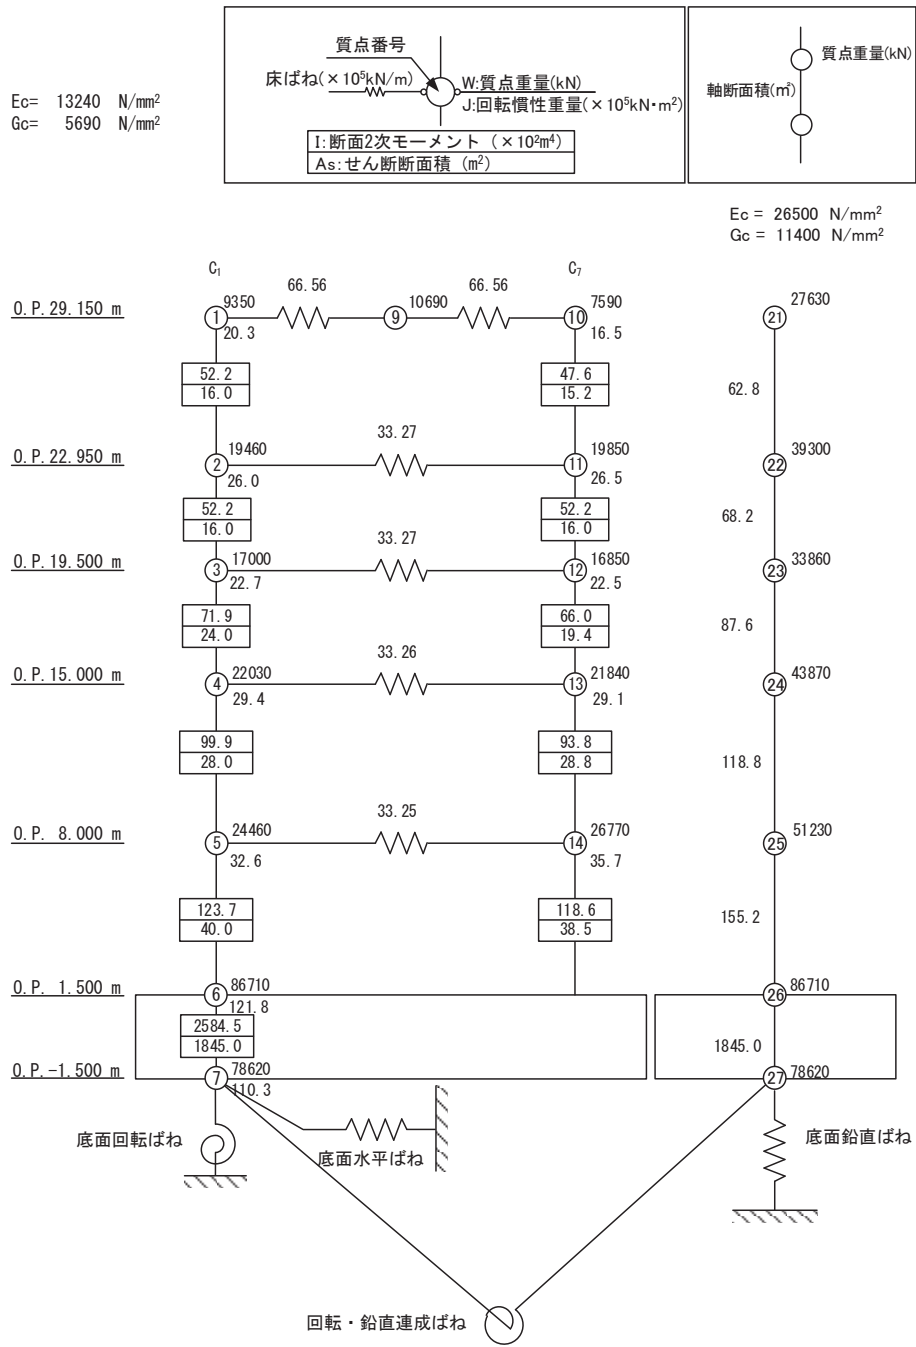 質点番号
床ばね(×10⁵kN/m)
W:質点重量(kN)
J:回転慣性重量(×10⁵kN・m²)
I:断面2次モーメント (×10²m⁴)
As:せん断断面積 (m²)
質点重量(kN)
軸断面積(㎡)
Ec= 13240 N/mm²
Gc= 5690 N/mm²
Ec = 26500 N/mm²
Gc = 11400 N/mm²
C₁ C₇
66.56 66.56
O.P.29.150 m 1 9350 9 10690 10 7590 21 27630
20.3 16.5
52.2 47.6
16.0 15.2 62.8
33.27
O.P.22.950 m 2 19460 11 19850 22 39300
26.0 26.5
52.2 52.2
16.0 16.0 68.2
33.27
O.P.19.500 m 3 17000 12 16850 23 33860
22.7 22.5
71.9 66.0
24.0 19.4 87.6
33.26
O.P.15.000 m 4 22030 13 21840 24 43870
29.4 29.1
99.9 93.8
28.0 28.8 118.8
33.25
O.P. 8.000 m 5 24460 14 26770 25 51230
32.6 35.7
123.7 118.6
40.0 38.5 155.2
O.P. 1.500 m 6 86710 26 86710
121.8
2584.5
1845.0 1845.0
O.P.-1.500 m 7 78620 27 78620
110.3
底面回転ばね 底面水平ばね 底面鉛直ばね
回転・鉛直連成ばね